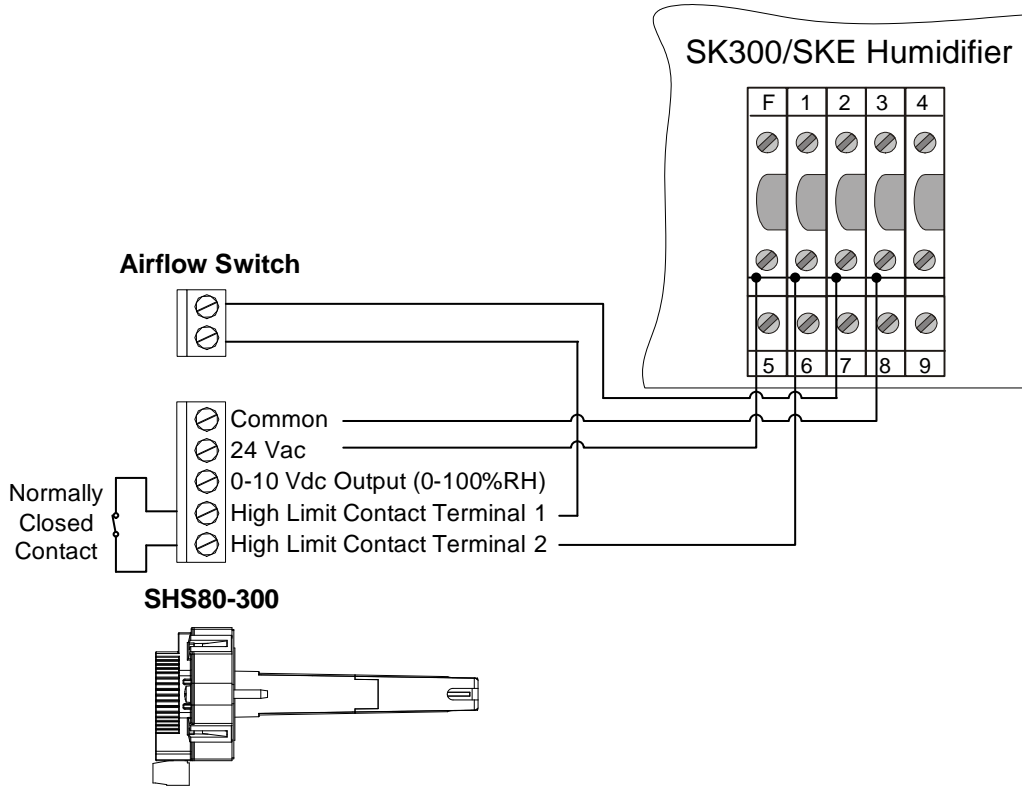 SK300/SKE Humidifier
F 1 2 3 4
5 6 7 8 9
Airflow Switch
Common
24 Vac
0-10 Vdc Output (0-100%RH)
High Limit Contact Terminal 1
High Limit Contact Terminal 2
Normally
Closed
Contact
SHS80-300